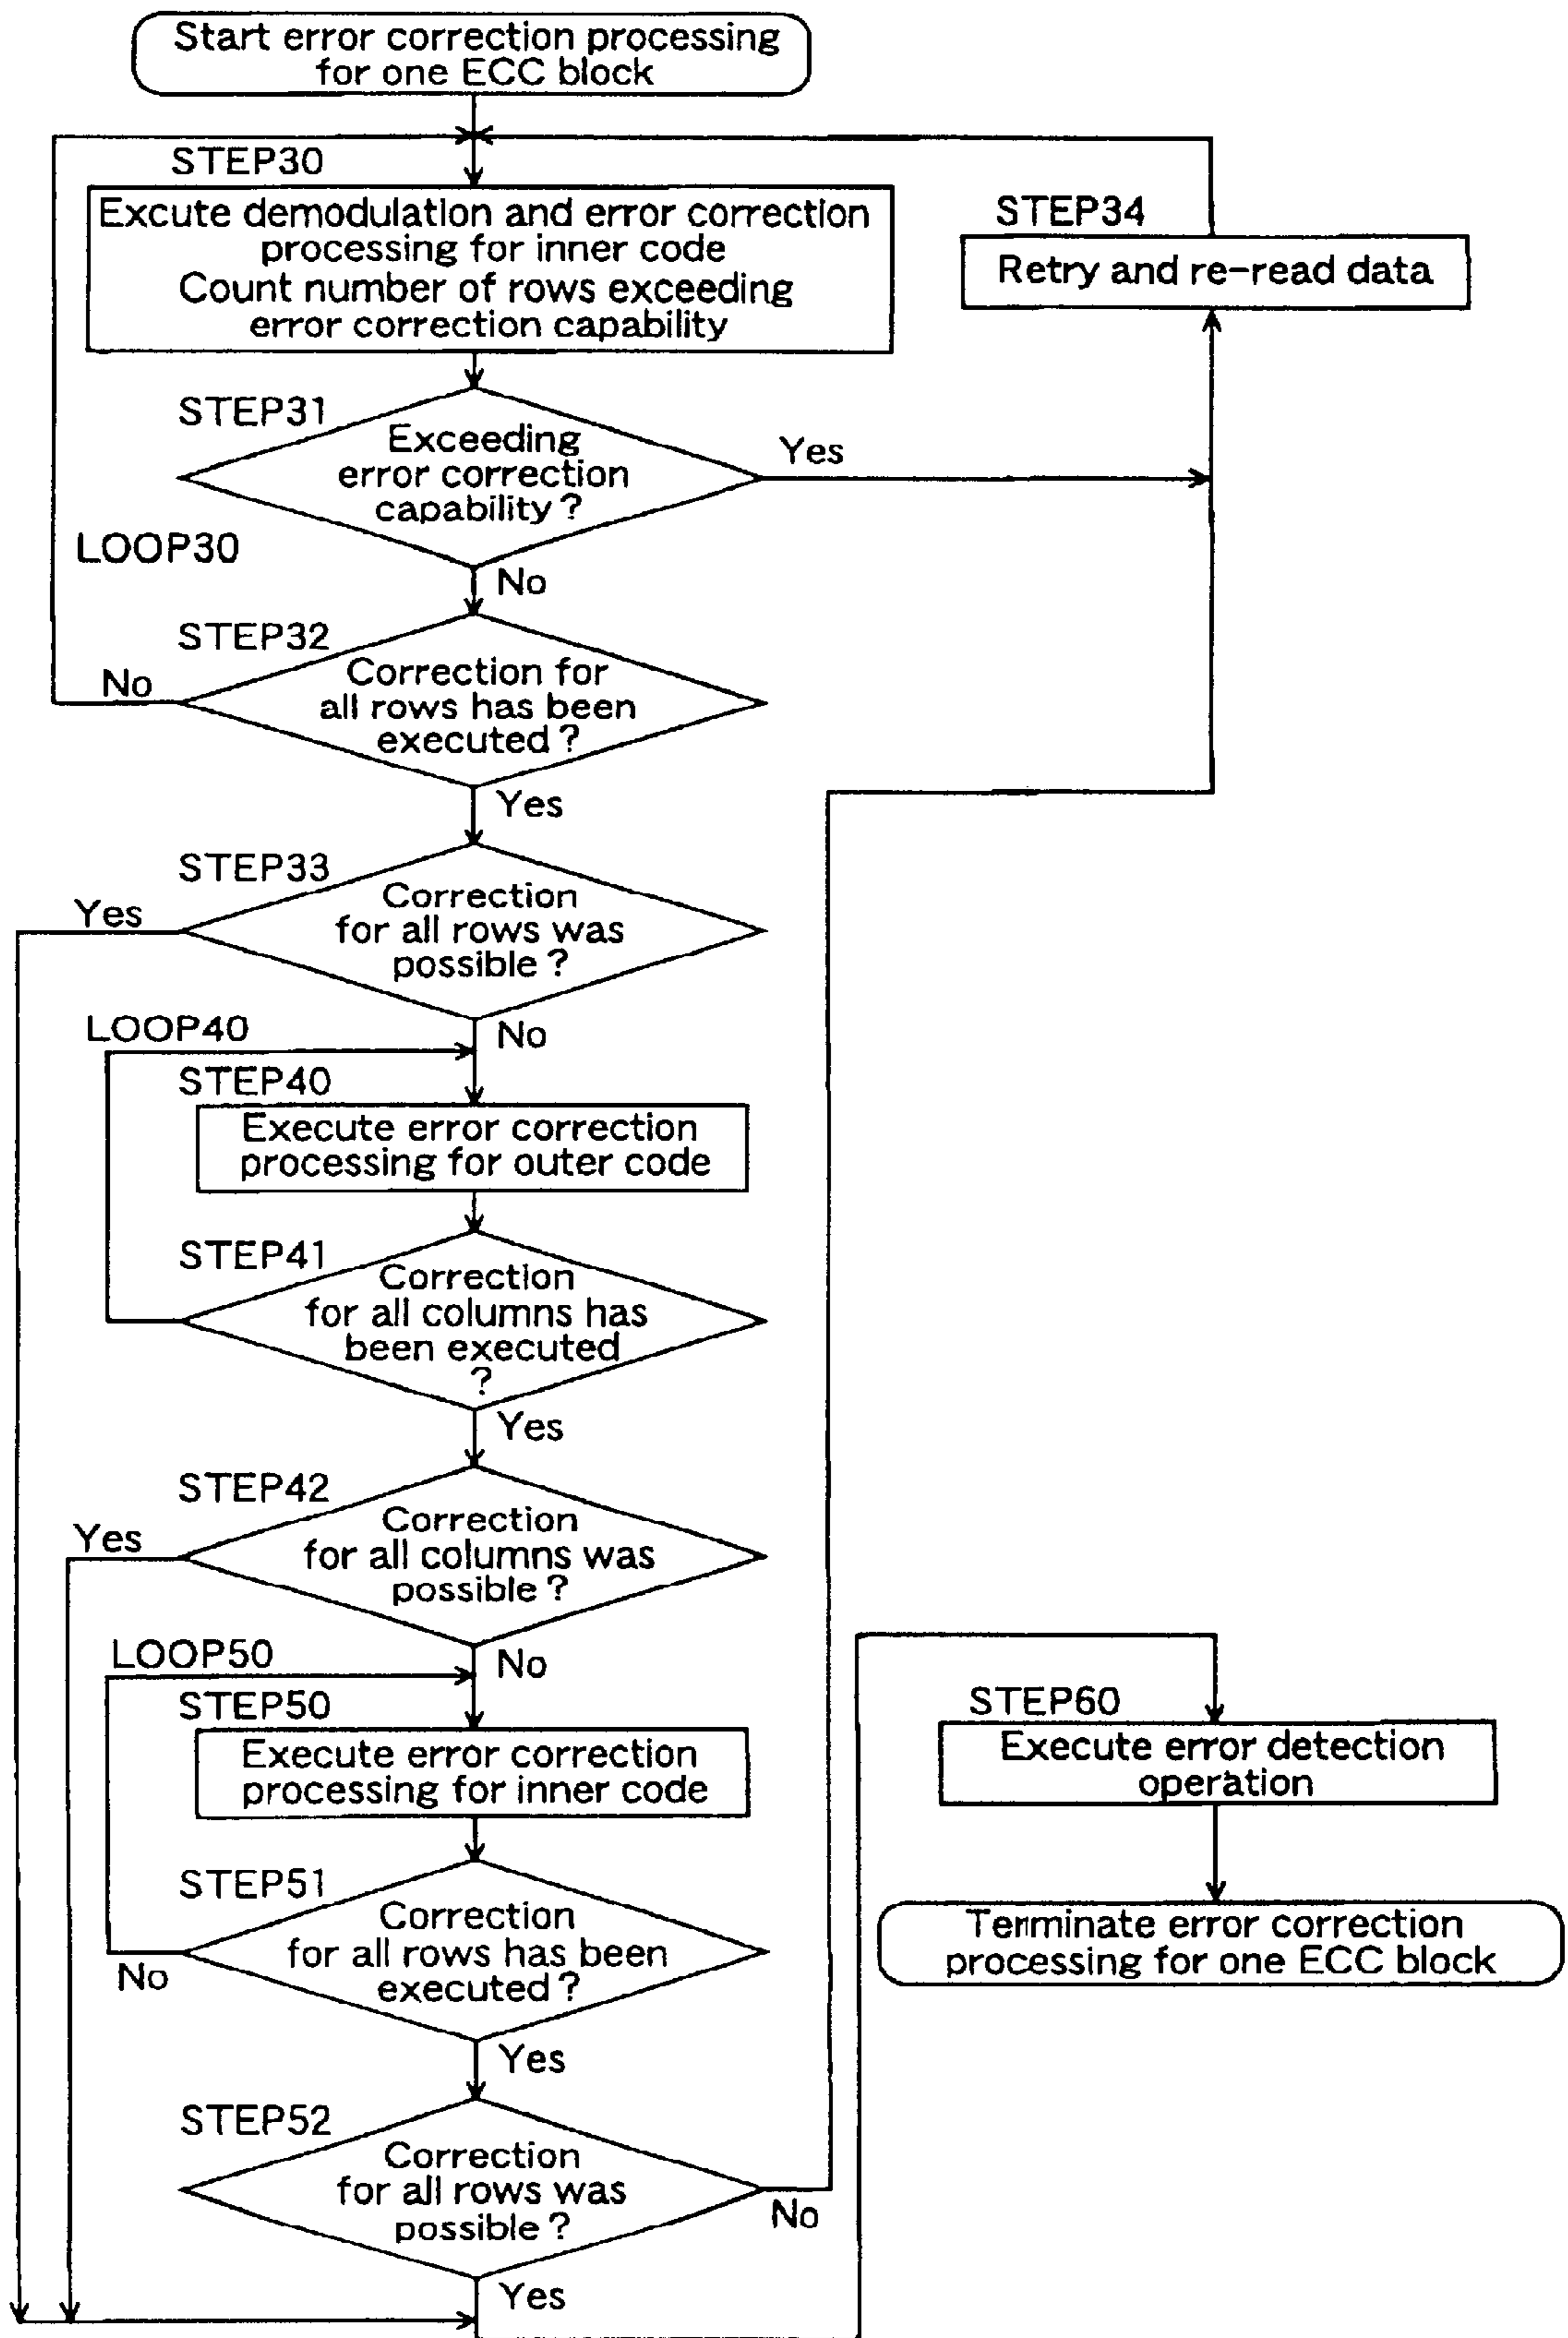 Start error correction processing
for one ECC block
STEP30
Excute demodulation and error correction
processing for inner code
Count number of rows exceeding
error correction capability
STEP34
Retry and re-read data
STEP31
Exceeding
error correction
capability ?
Yes
LOOP30
No
STEP32
Correction for
all rows has been
executed ?
No
Yes
STEP33
Correction
for all rows was
possible ?
Yes
No
LOOP40
STEP40
Execute error correction
processing for outer code
STEP41
Correction
for all columns has
been executed
?
Yes
STEP42
Correction
for all columns was
possible ?
Yes
No
LOOP50
STEP50
Execute error correction
processing for inner code
STEP51
Correction
for all rows has been
executed ?
No
Yes
STEP52
Correction
for all rows was
possible ?
No
Yes
STEP60
Execute error detection
operation
Terminate error correction
processing for one ECC block